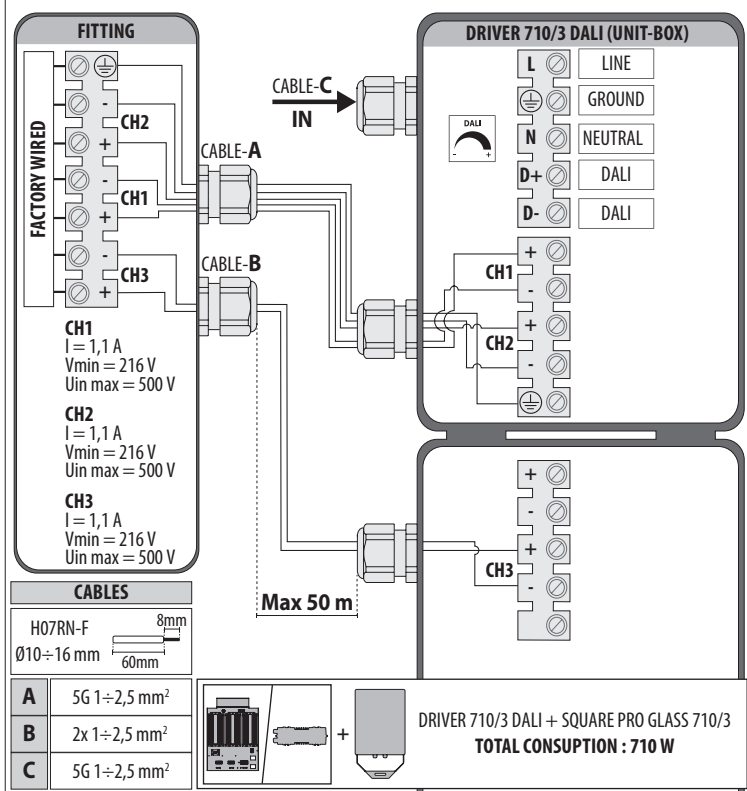 FITTING
DRIVER 710/3 DALI (UNIT-BOX)
FACTORY WIRED
-
CH2
+
-
CH1
+
-
CH3
+
CABLE-C
IN
CABLE-A
CABLE-B
L LINE
GROUND
N NEUTRAL
D+ DALI
D- DALI
DALI
- +
+
CH1
-
+
CH2
-
CH1
I = 1,1 A
Vmin = 216 V
Uin max = 500 V
CH2
I = 1,1 A
Vmin = 216 V
Uin max = 500 V
CH3
I = 1,1 A
Vmin = 216 V
Uin max = 500 V
+
-
+
CH3
-
Max 50 m
CABLES
H07RN-F
Ø10÷16 mm
8mm
60mm
A 5G 1÷2,5 mm²
B 2x 1÷2,5 mm²
C 5G 1÷2,5 mm²
+
DRIVER 710/3 DALI + SQUARE PRO GLASS 710/3
TOTAL CONSUPTION : 710 W